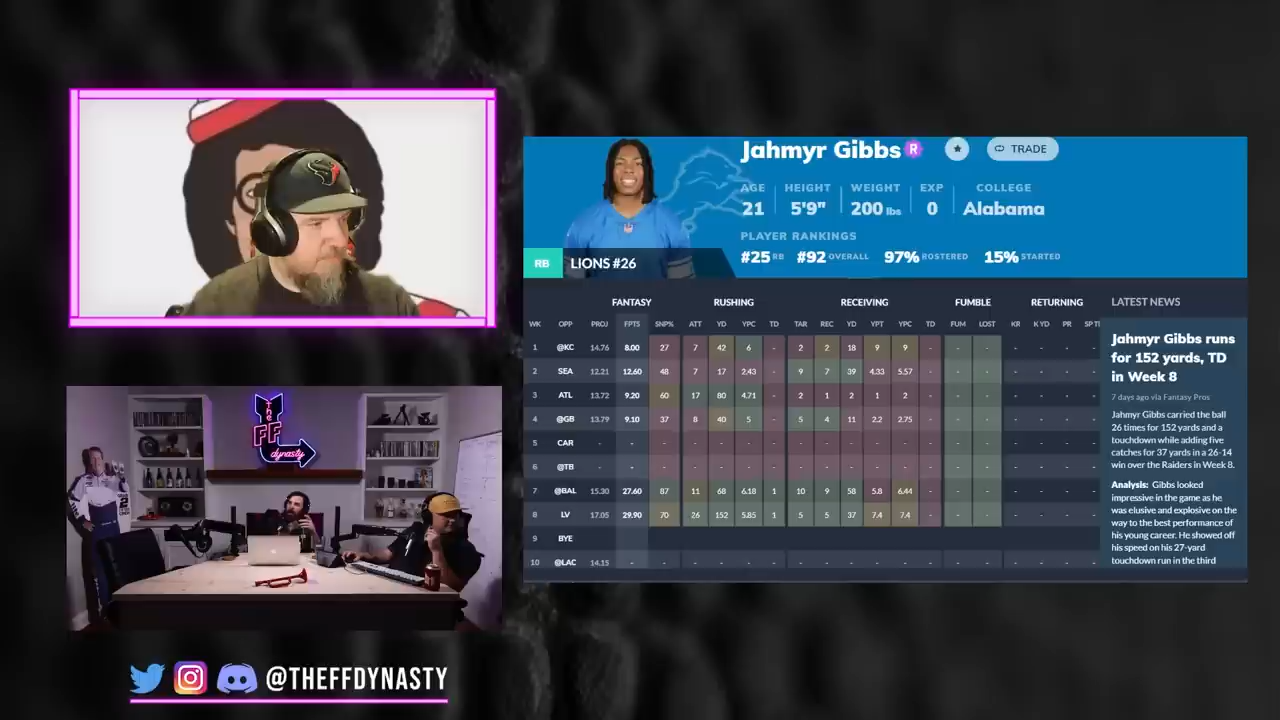 Jahmyr Gibbs R
TRADE
AGE HEIGHT WEIGHT EXP COLLEGE
21 5'9" 200 lbs 0 Alabama
PLAYER RANKINGS
#25 RB #92 OVERALL 97% ROSTERED 15% STARTED
RB LIONS #26
FANTASY RUSHING RECEIVING FUMBLE RETURNING
WK OPP PROJ FPTS SNP% ATT YD YPC TD TAR REC YD YPT YPC TD FUM LOST KR K YD PR SP T
1 @KC 14.76 8.00 27 7 42 6 - 2 2 18 9 9 - - - - - - -
2 SEA 12.21 12.60 48 7 17 2.43 - 9 7 39 4.33 5.57 - - - - - - -
3 ATL 13.72 9.20 60 17 80 4.71 - 2 1 2 1 2 - - - - - - -
4 @GB 13.79 9.10 37 8 40 5 - 5 4 11 2.2 2.75 - - - - - - -
5 CAR - - - - - - - - - - - - - - - - - - -
6 @TB - - - - - - - - - - - - - - - - - - -
7 @BAL 15.30 27.60 87 11 68 6.18 1 10 9 58 5.8 6.44 - - - - - - -
8 LV 17.05 29.90 70 26 152 5.85 1 5 5 37 7.4 7.4 - - - - - - -
9 BYE
10 @LAC 14.15 - - - - - - - - - - - - - - - - - -
LATEST NEWS
Jahmyr Gibbs runs
for 152 yards, TD
in Week 8
7 days ago via Fantasy Pros
Jahmyr Gibbs carried the ball
26 times for 152 yards and a
touchdown while adding five
catches for 37 yards in a 26-14
win over the Raiders in Week 8.
Analysis: Gibbs looked
impressive in the game as he
was elusive and explosive on the
way to the best performance of
his young career. He showed off
his speed on his 27-yard
touchdown run in the third
The
FF
dynasty
@THEFFDYNASTY